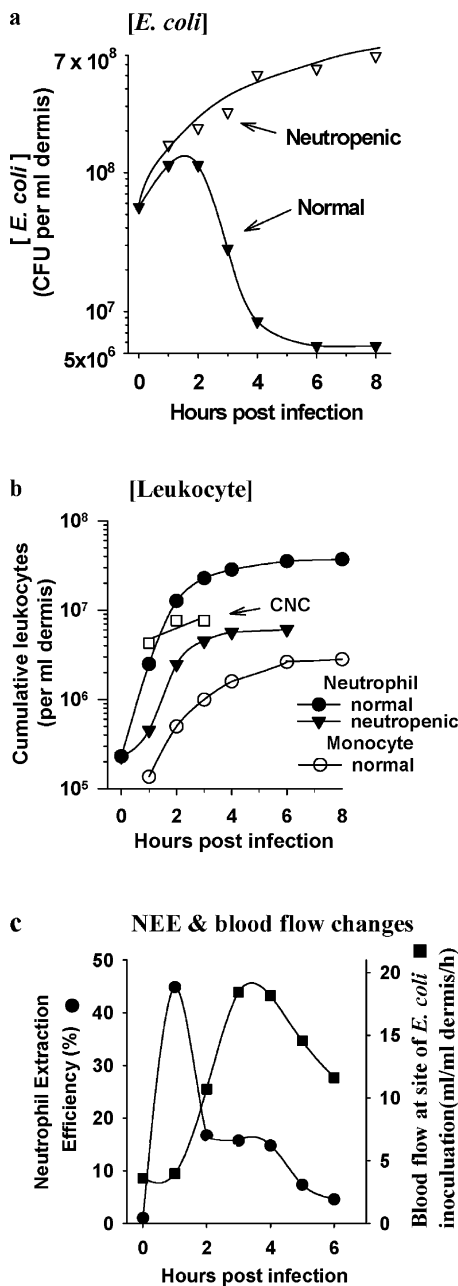 a
[E. coli]
7 x 10⁸
10⁸
10⁷
5x10⁶
[ E. coli ]
(CFU per ml dermis)
Neutropenic
Normal
0 2 4 6 8
Hours post infection
b
[Leukocyte]
10⁸
10⁷
10⁶
10⁵
Cumulative leukocytes
(per ml dermis)
CNC
Neutrophil
normal
neutropenic
Monocyte
normal
0 2 4 6 8
Hours post infection
c
NEE & blood flow changes
50
40
30
20
10
0
Neutrophil Extraction
Efficiency (%)
20
15
10
5
0
Blood flow at site of E. coli
inoculuation(ml/ml dermis/h)
0 2 4 6
Hours post infection